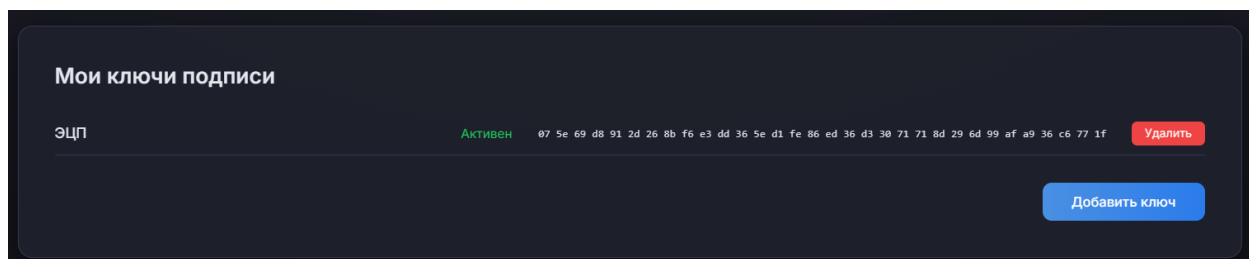 Мои ключи подписи
ЭЦП Активен 07 5e 69 d8 91 2d 26 8b f6 e3 dd 36 5e d1 fe 86 ed 36 d3 30 71 71 8d 29 6d 99 af a9 36 c6 77 1f Удалить
Добавить ключ